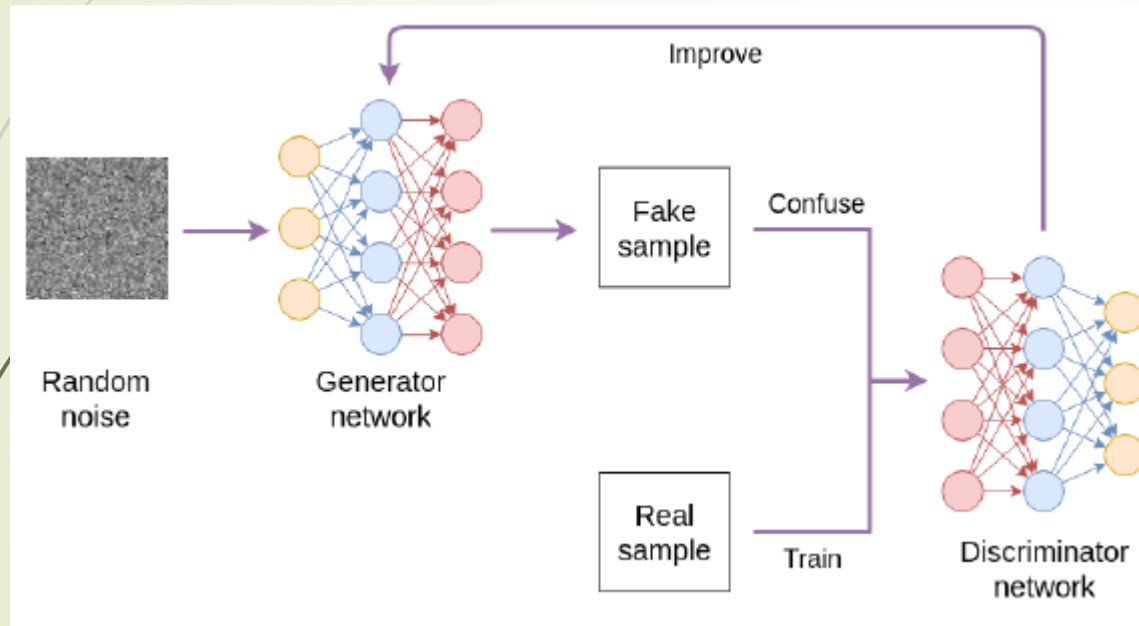 Improve
Fake
sample
Confuse
Random
noise
Generator
network
Real
sample
Train
Discriminator
network